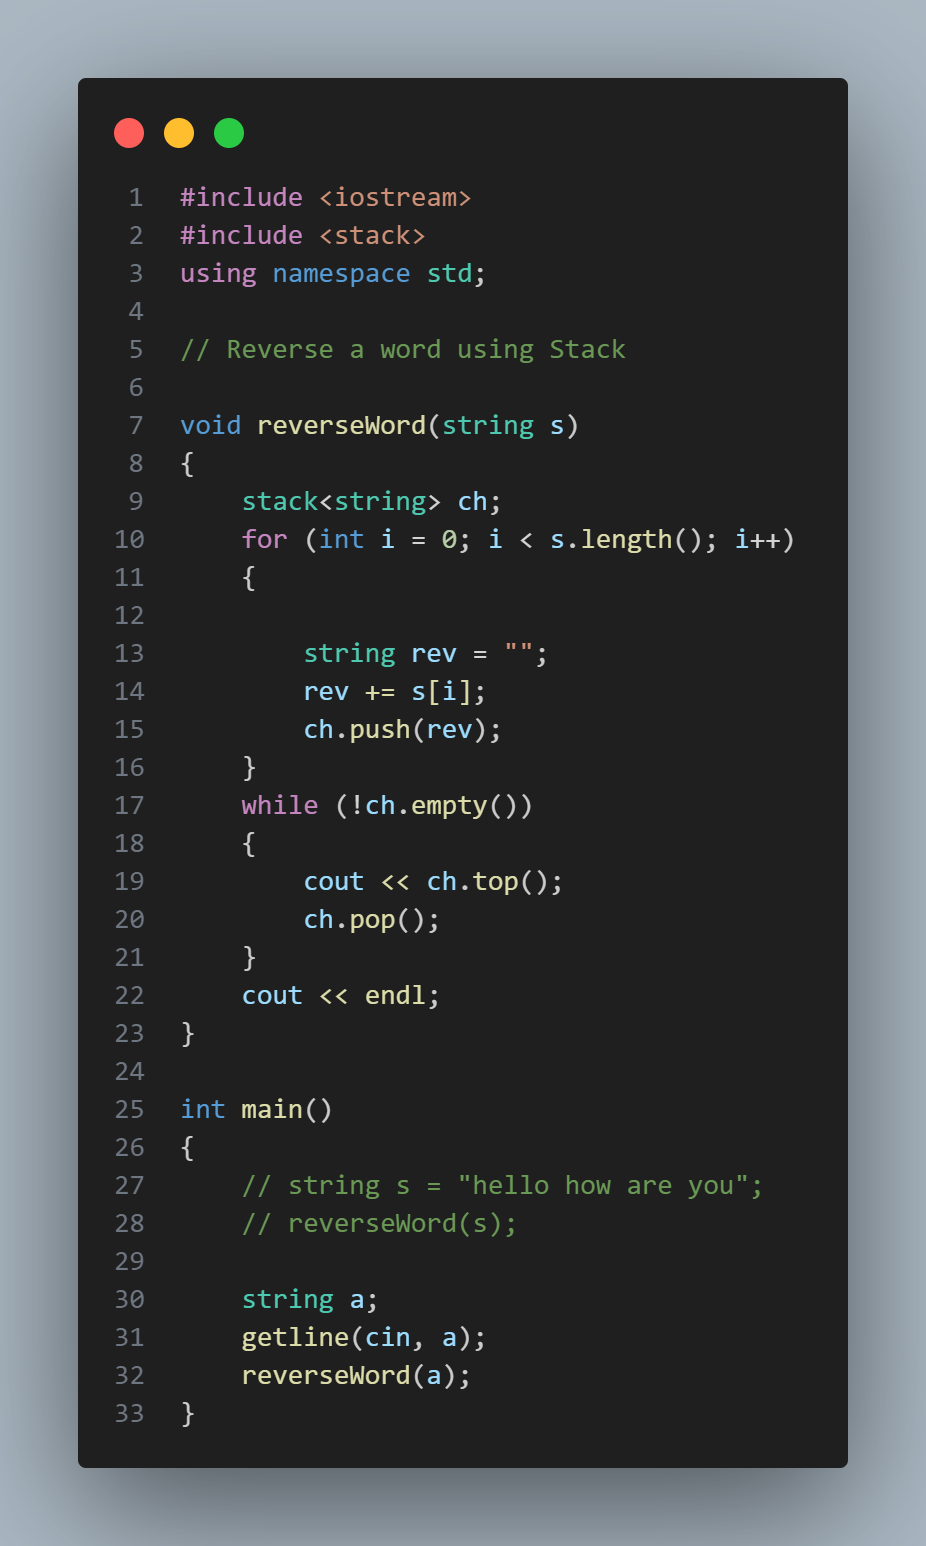 1 #include <iostream>
2 #include <stack>
3 using namespace std;
4
5 // Reverse a word using Stack
6
7 void reverseWord(string s)
8 {
9     stack<string> ch;
10     for (int i = 0; i < s.length(); i++)
11     {
12
13         string rev = "";
14         rev += s[i];
15         ch.push(rev);
16     }
17     while (!ch.empty())
18     {
19         cout << ch.top();
20         ch.pop();
21     }
22     cout << endl;
23 }
24
25 int main()
26 {
27     // string s = "hello how are you";
28     // reverseWord(s);
29
30     string a;
31     getline(cin, a);
32     reverseWord(a);
33 }